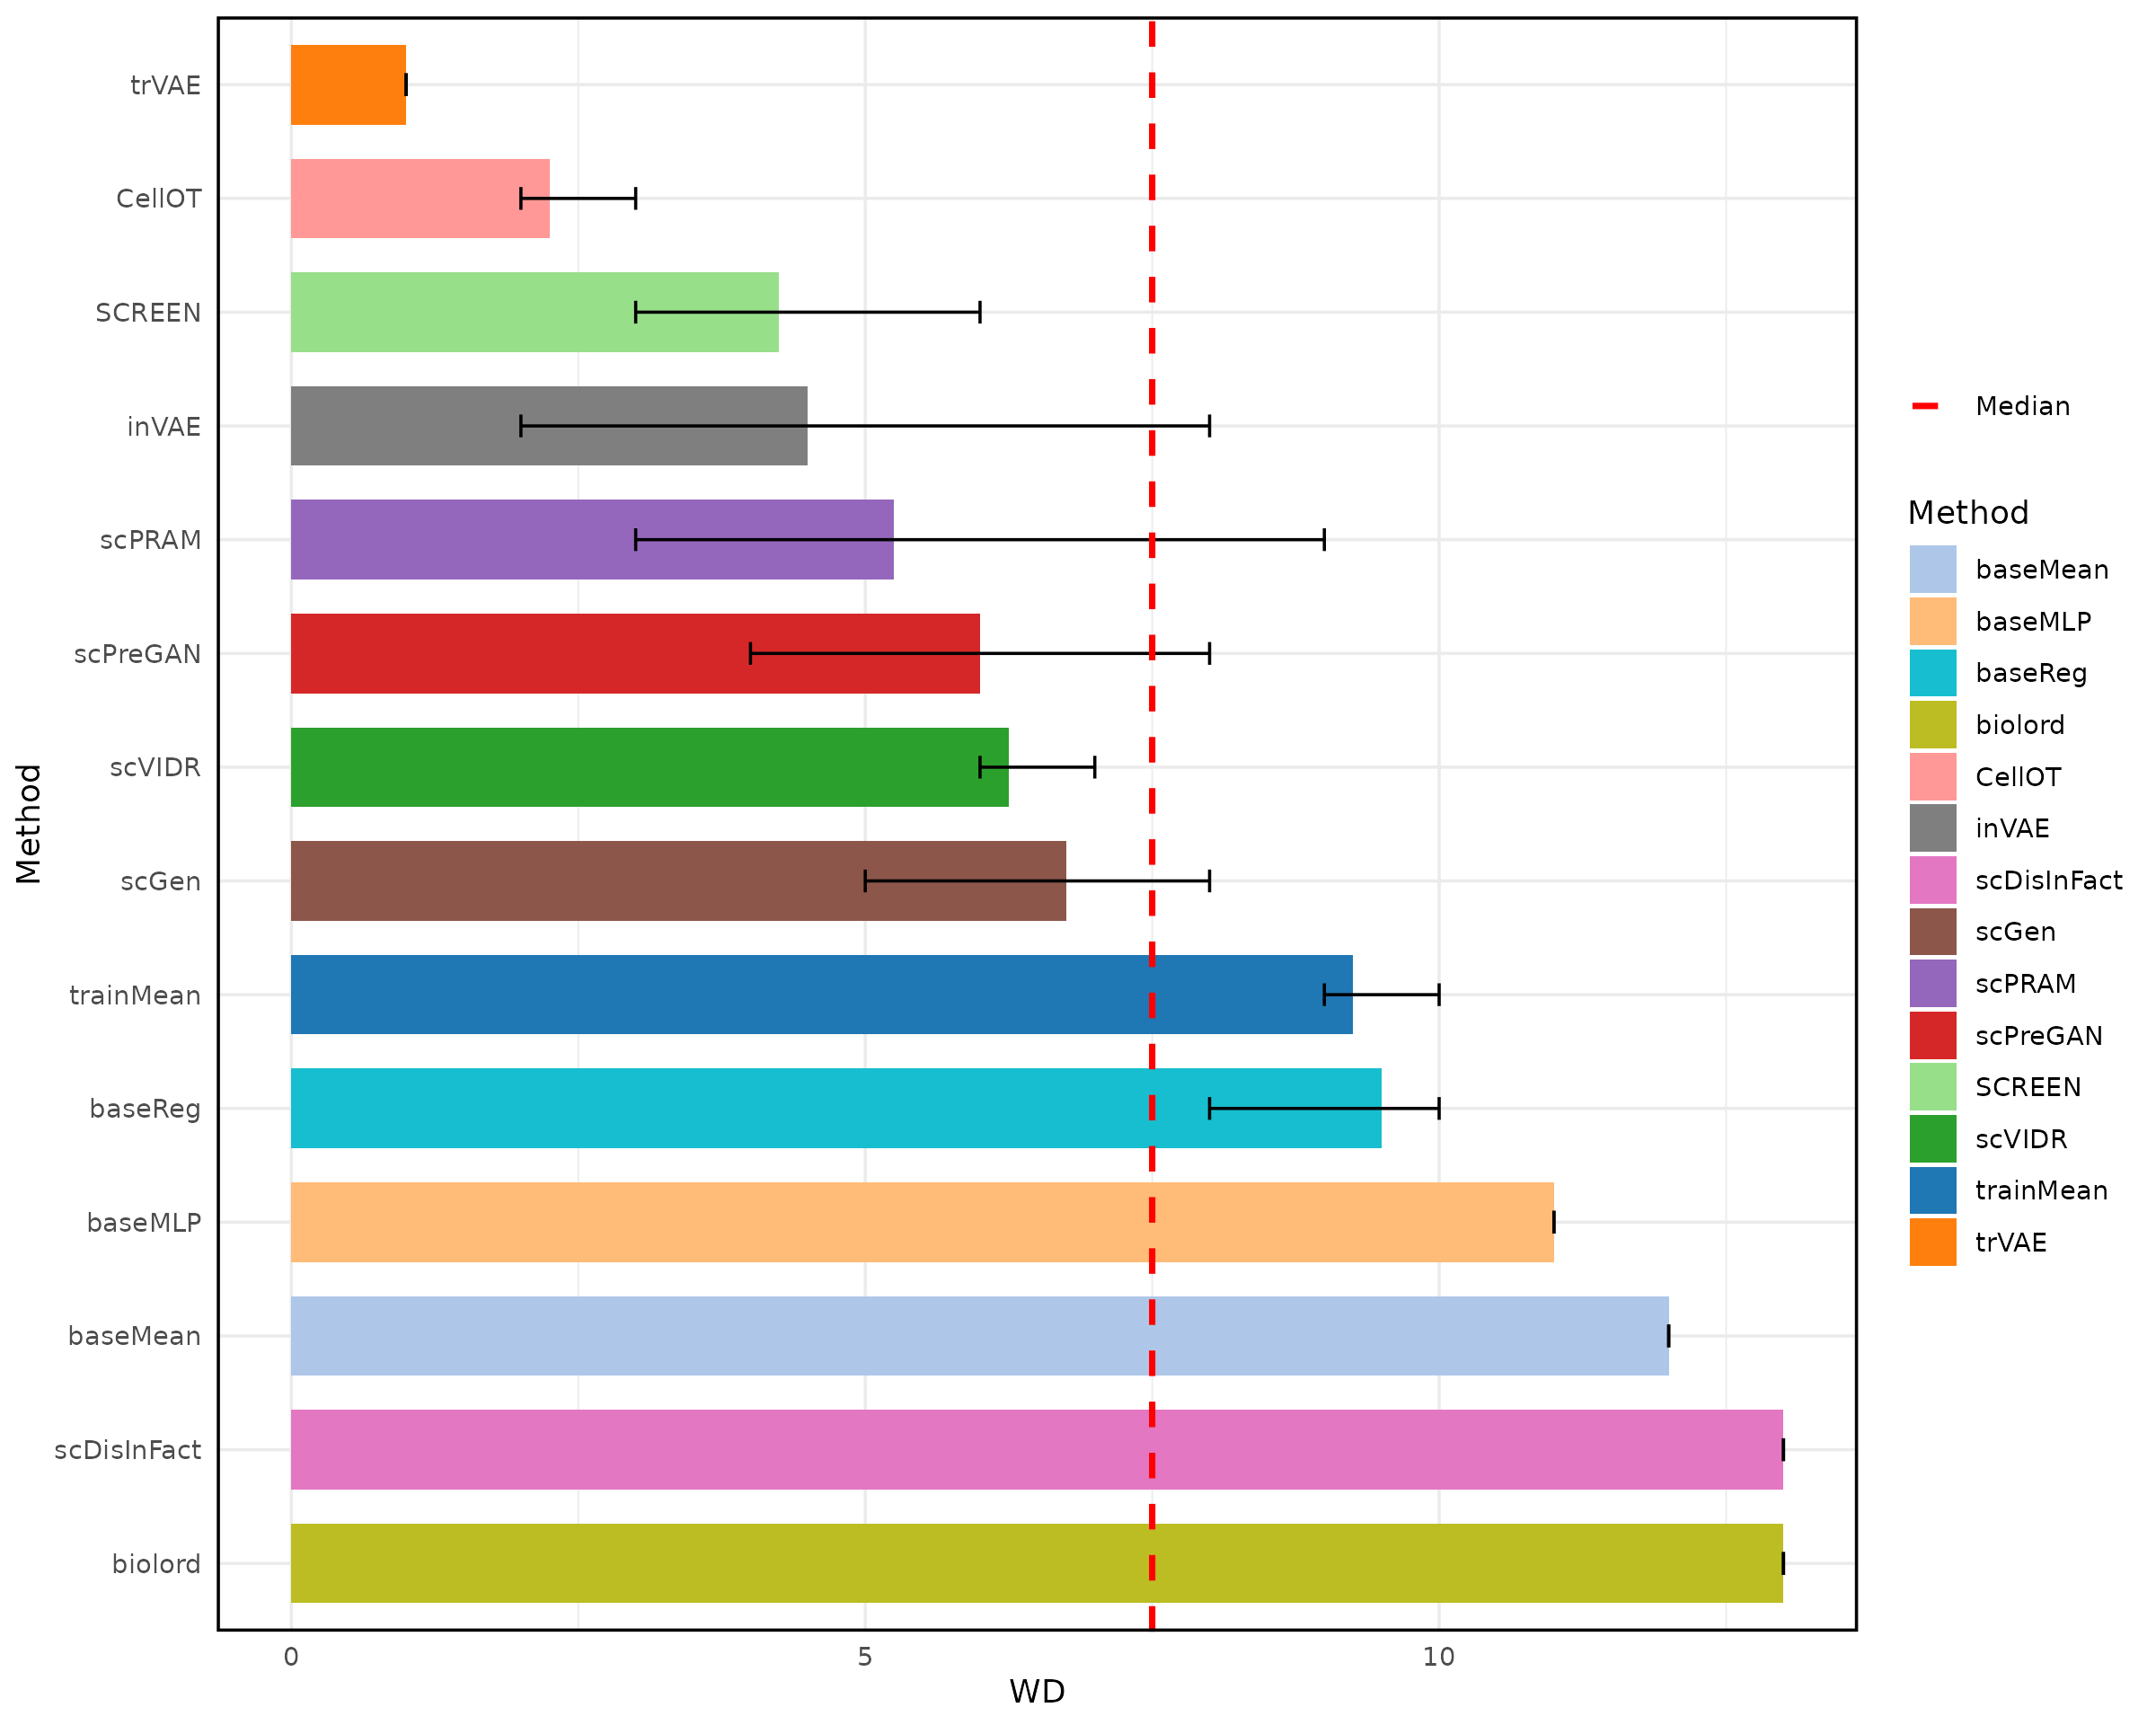 trVAE
CellOT
SCREEN
inVAE
scPRAM
scPreGAN
scVIDR
scGen
trainMean
baseReg
baseMLP
baseMean
scDisInFact
biolord
Method
0 5 10
WD
Median
Method
baseMean
baseMLP
baseReg
biolord
CellOT
inVAE
scDisInFact
scGen
scPRAM
scPreGAN
SCREEN
scVIDR
trainMean
trVAE